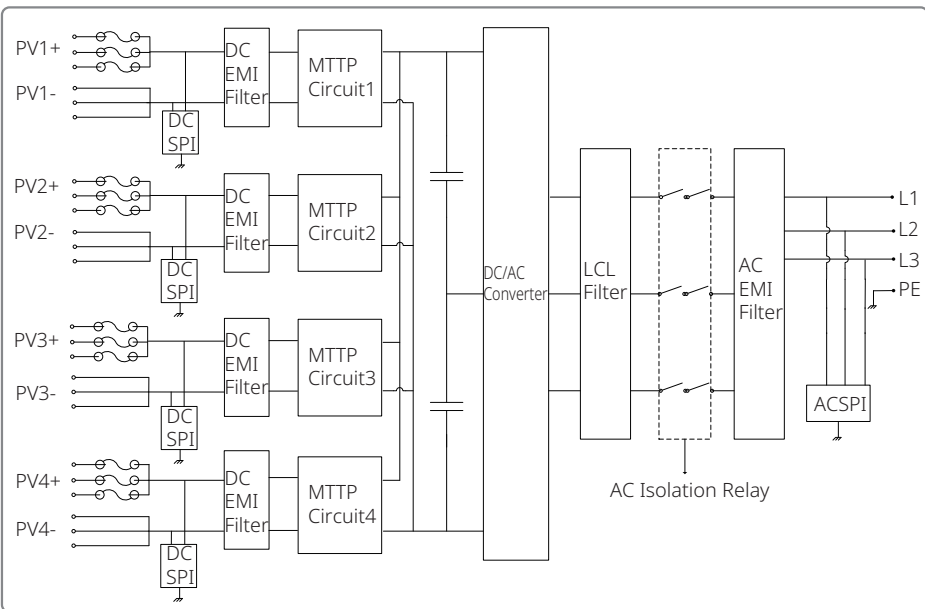 PV1+
PV1-
DC
SPI
DC
EMI
Filter
MTTP
Circuit1
PV2+
PV2-
DC
SPI
DC
EMI
Filter
MTTP
Circuit2
PV3+
PV3-
DC
SPI
DC
EMI
Filter
MTTP
Circuit3
PV4+
PV4-
DC
SPI
DC
EMI
Filter
MTTP
Circuit4
DC/AC
Converter
LCL
Filter
AC Isolation Relay
AC
EMI
Filter
L1
L2
L3
PE
ACSPI